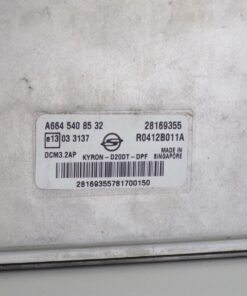 A664 540 85 32 28169355
e13 03 3137 R0412B011A
DCM3.2AP KYRON-D20DT-DPF MADE IN SINGAPORE
28169355781700150